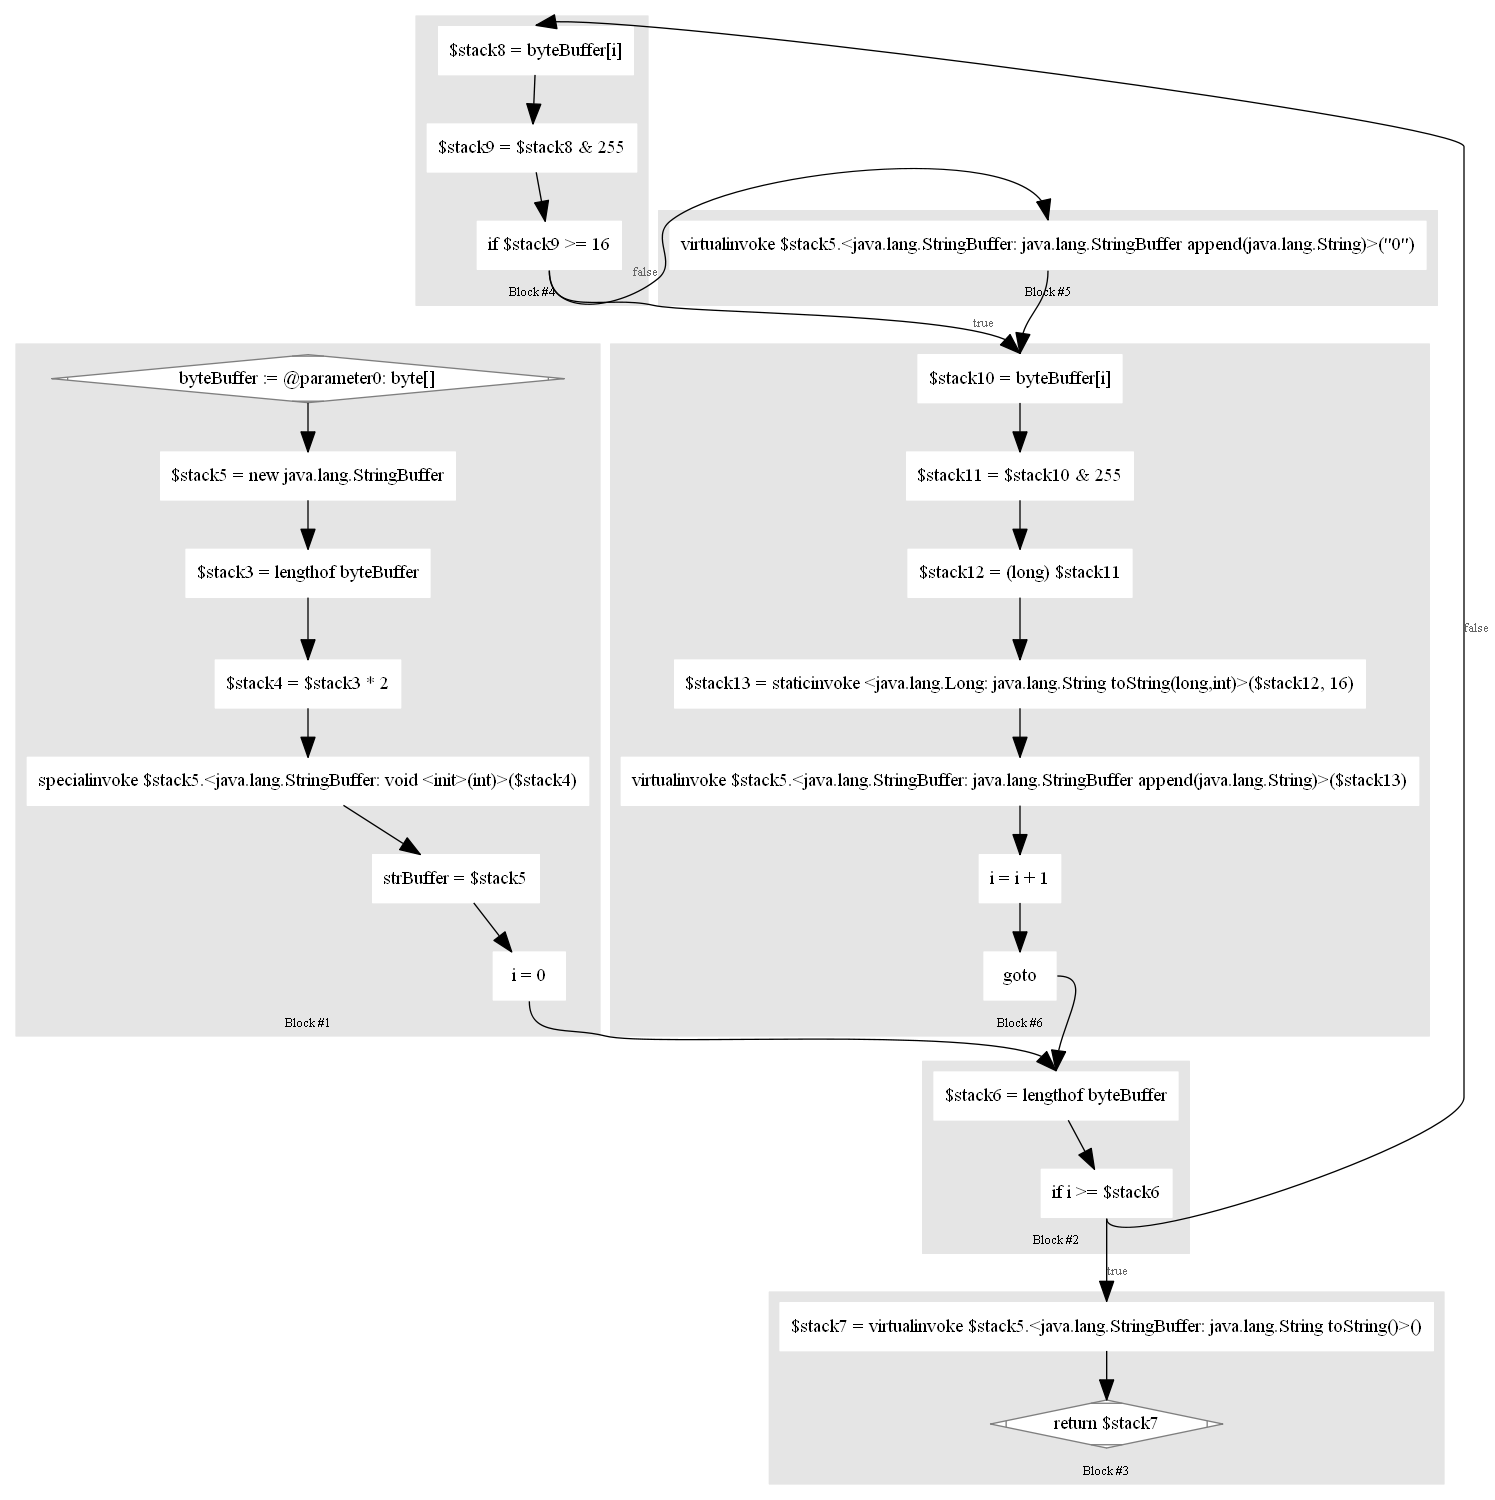 $stack8 = byteBuffer[i]
$stack9 = $stack8 & 255
if $stack9 >= 16
false
Block #4
virtualinvoke $stack5.<java.lang.StringBuffer: java.lang.StringBuffer append(java.lang.String)>("0")
Block #5
true
byteBuffer := @parameter0: byte[]
$stack5 = new java.lang.StringBuffer
$stack3 = lengthof byteBuffer
$stack4 = $stack3 * 2
specialinvoke $stack5.<java.lang.StringBuffer: void <init>(int)>($stack4)
strBuffer = $stack5
i = 0
Block #1
$stack10 = byteBuffer[i]
$stack11 = $stack10 & 255
$stack12 = (long) $stack11
$stack13 = staticinvoke <java.lang.Long: java.lang.String toString(long,int)>($stack12, 16)
virtualinvoke $stack5.<java.lang.StringBuffer: java.lang.StringBuffer append(java.lang.String)>($stack13)
i = i + 1
goto
Block #6
false
$stack6 = lengthof byteBuffer
if i >= $stack6
Block #2
true
$stack7 = virtualinvoke $stack5.<java.lang.StringBuffer: java.lang.String toString()>()
return $stack7
Block #3